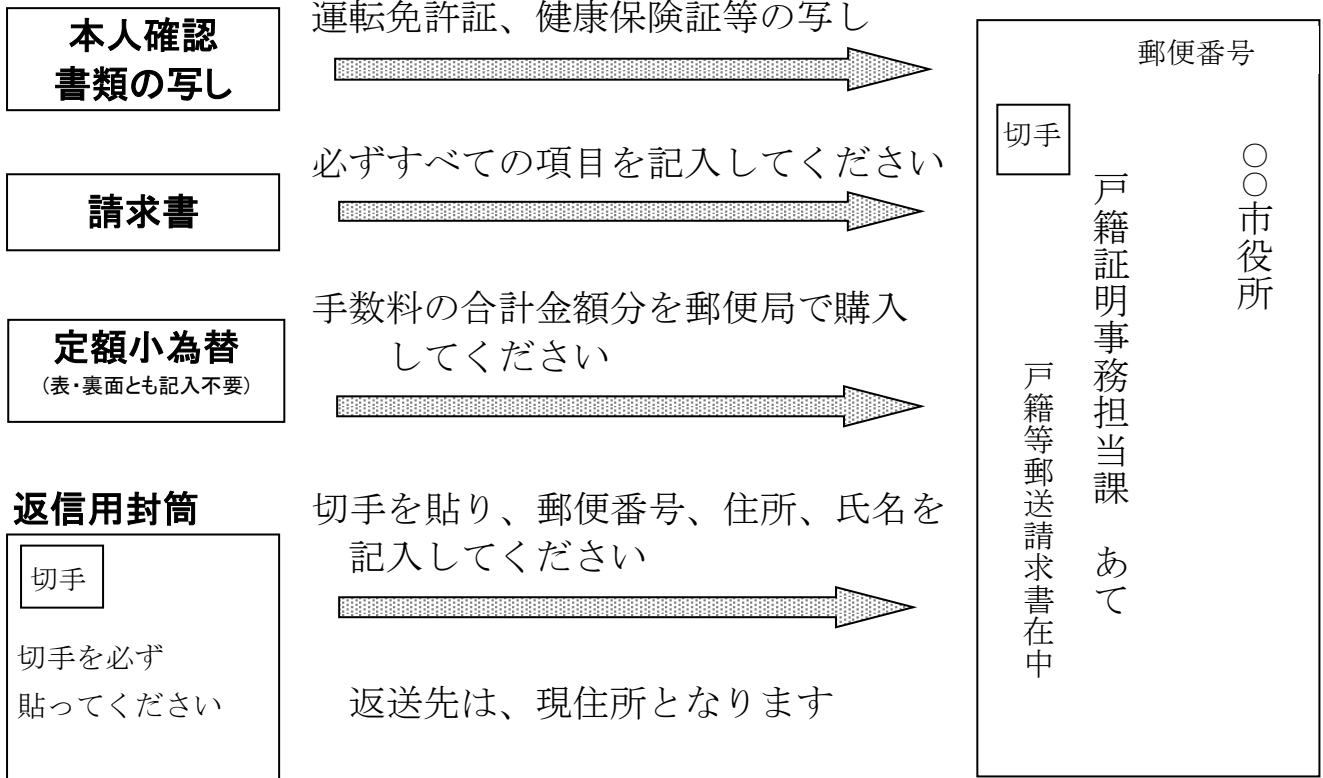 本人確認
書類の写し
運転免許証、健康保険証等の写し
請求書
必ずすべての項目を記入してください
定額小為替
(表・裏面とも記入不要)
手数料の合計金額分を郵便局で購入
してください
返信用封筒
切手
切手を必ず
貼ってください
切手を貼り、郵便番号、住所、氏名を
記入してください
返送先は、現住所となります
郵便番号
切手
○○市役所
戸籍証明事務担当課　あて
戸籍等郵送請求書在中